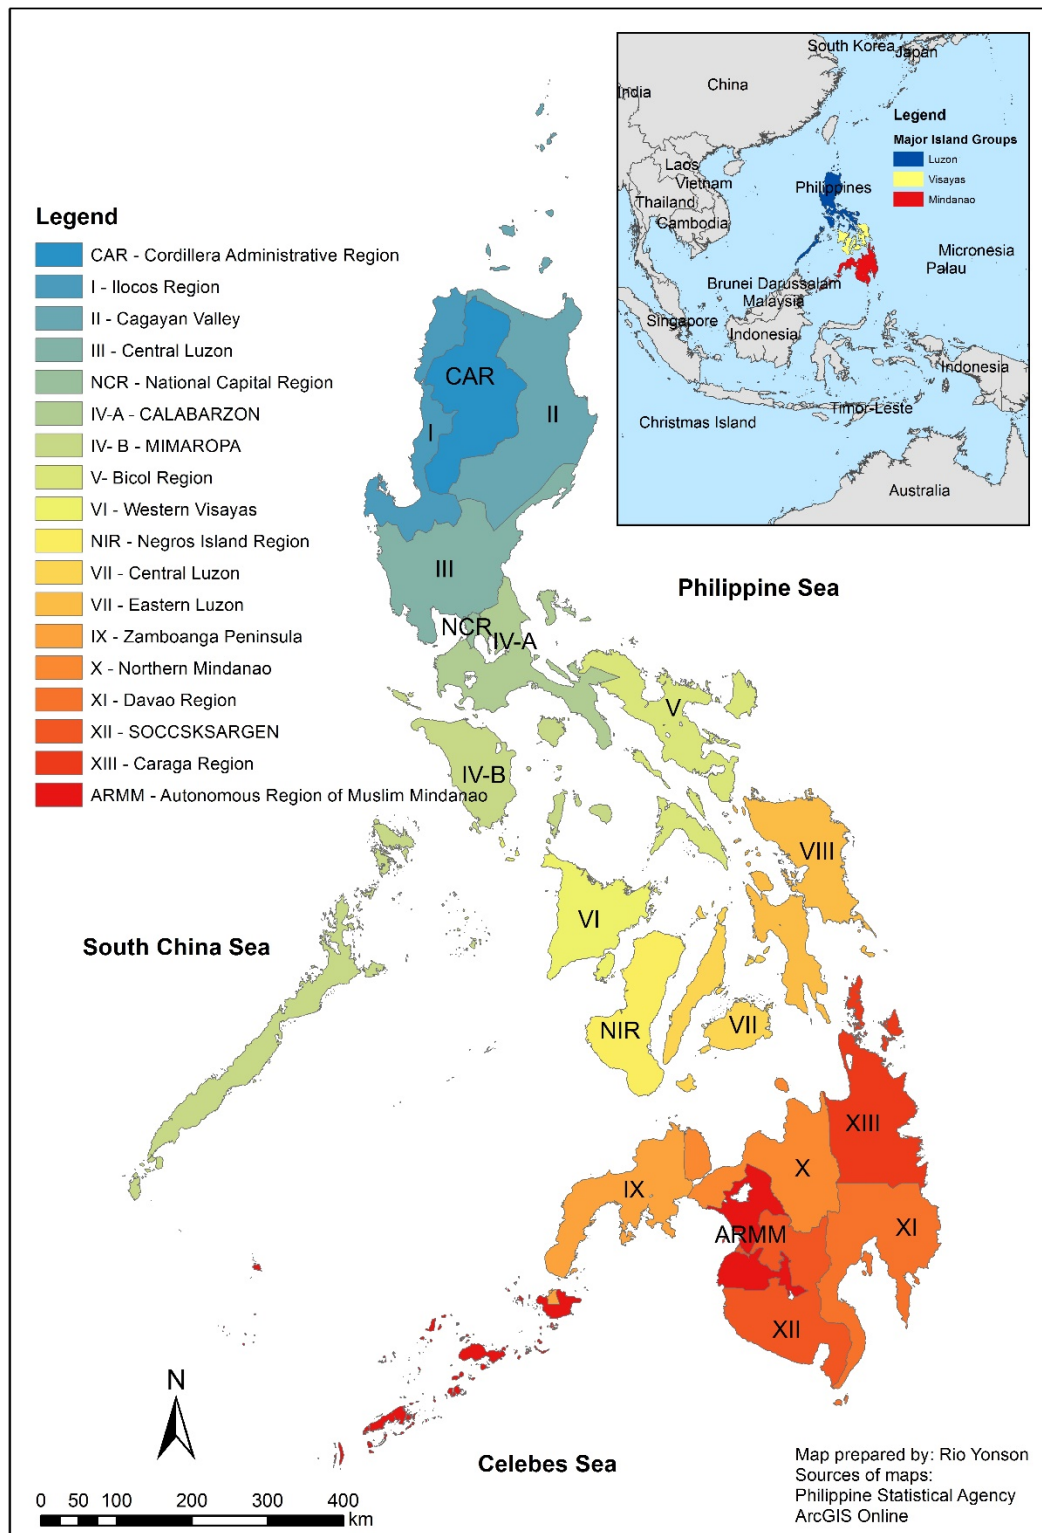 Legend
CAR - Cordillera Administrative Region
I - Ilocos Region
II - Cagayan Valley
III - Central Luzon
NCR - National Capital Region
IV-A - CALABARZON
IV- B - MIMAROPA
V- Bicol Region
VI - Western Visayas
NIR - Negros Island Region
VII - Central Luzon
VII - Eastern Luzon
IX - Zamboanga Peninsula
X - Northern Mindanao
XI - Davao Region
XII - SOCCSKSARGEN
XIII - Caraga Region
ARMM - Autonomous Region of Muslim Mindanao
South Korea
Japan
China
India
Legend
Major Island Groups
Luzon
Visayas
Mindanao
Laos
Vietnam
Thailand
Cambodia
Philippines
Micronesia
Palau
Brunei Darussalam
Malaysia
Singapore
Indonesia
Indonesia
Timor-Leste
Christmas Island
Australia
CAR
I
II
III
NCR
IV-A
V
IV-B
VIII
VI
NIR
VII
XIII
X
IX
ARMM
XI
XII
Philippine Sea
South China Sea
Celebes Sea
N
0 50 100 200 300 400
km
Map prepared by: Rio Yonson
Sources of maps:
Philippine Statistical Agency
ArcGIS Online